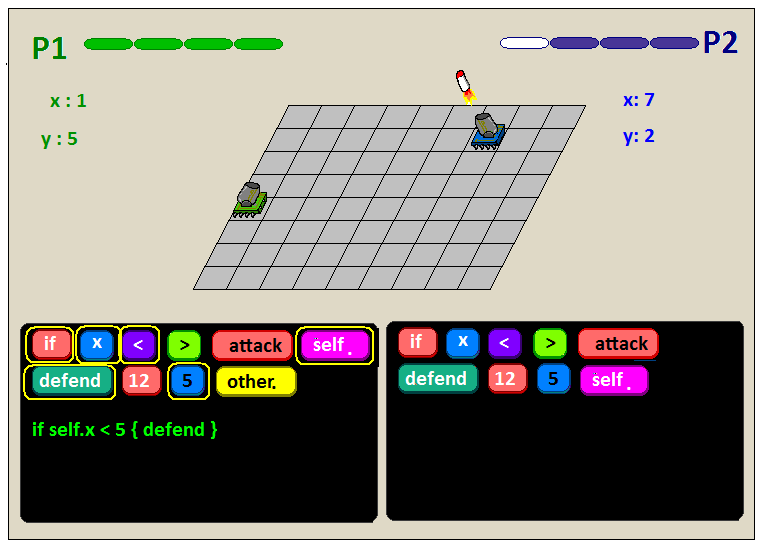 P1 P2
x : 1 x: 7
y : 5 y: 2
if x < > attack self .
defend 12 5 other.
if self.x < 5 { defend }
if x < > attack
defend 12 5 self .